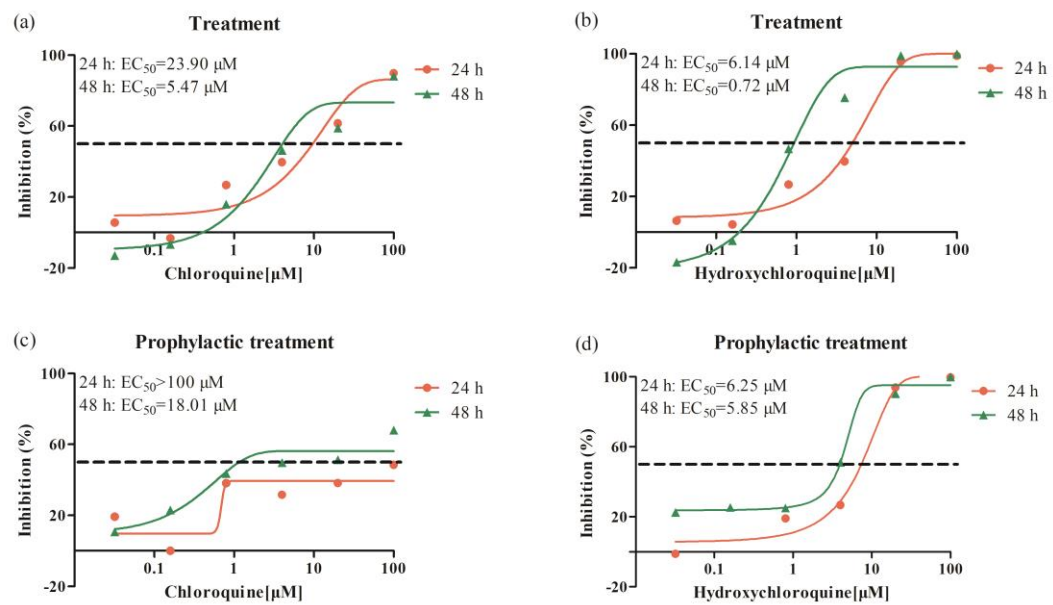 (a)
Treatment
100
60
20
-20
Inhibition (%)
24 h: EC50=23.90 μM
48 h: EC50=5.47 μM
24 h
48 h
0.1 1 10 100
Chloroquine[μM]
(b)
Treatment
100
60
20
-20
Inhibition (%)
24 h: EC50=6.14 μM
48 h: EC50=0.72 μM
24 h
48 h
0.1 1 10 100
Hydroxychloroquine[μM]
(c)
Prophylactic treatment
100
60
20
-20
Inhibition (%)
24 h: EC50>100 μM
48 h: EC50=18.01 μM
24 h
48 h
0.1 1 10 100
Chloroquine[μM]
(d)
Prophylactic treatment
100
60
20
-20
Inhibition (%)
24 h: EC50=6.25 μM
48 h: EC50=5.85 μM
24 h
48 h
0.1 1 10 100
Hydroxychloroquine[μM]